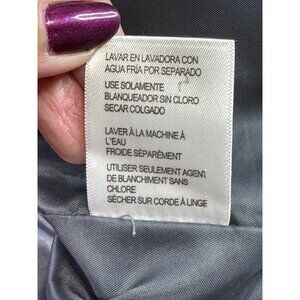 LAVAR EN LAVADORA CON
AGUA FRÍA POR SEPARADO
USE SOLAMENTE
BLANQUEADOR SIN CLORO
SECAR COLGADO
LAVER À LA MACHINE À
L'EAU
FROIDE SÉPARÉMENT
UTILISER SEULEMENT AGENT
DE BLANCHIMENT SANS
CHLORE
SÉCHER SUR CORDE À LINGE